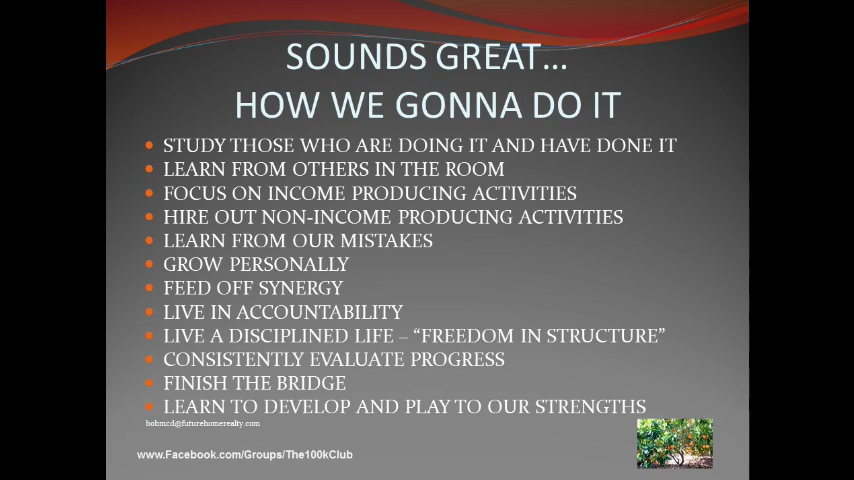 SOUNDS GREAT...
HOW WE GONNA DO IT
STUDY THOSE WHO ARE DOING IT AND HAVE DONE IT
LEARN FROM OTHERS IN THE ROOM
FOCUS ON INCOME PRODUCING ACTIVITIES
HIRE OUT NON-INCOME PRODUCING ACTIVITIES
LEARN FROM OUR MISTAKES
GROW PERSONALLY
FEED OFF SYNERGY
LIVE IN ACCOUNTABILITY
LIVE A DISCIPLINED LIFE – “FREEDOM IN STRUCTURE”
CONSISTENTLY EVALUATE PROGRESS
FINISH THE BRIDGE
LEARN TO DEVELOP AND PLAY TO OUR STRENGTHS
bobmcd@futurehomerealty.com
www.Facebook.com/Groups/The100kClub